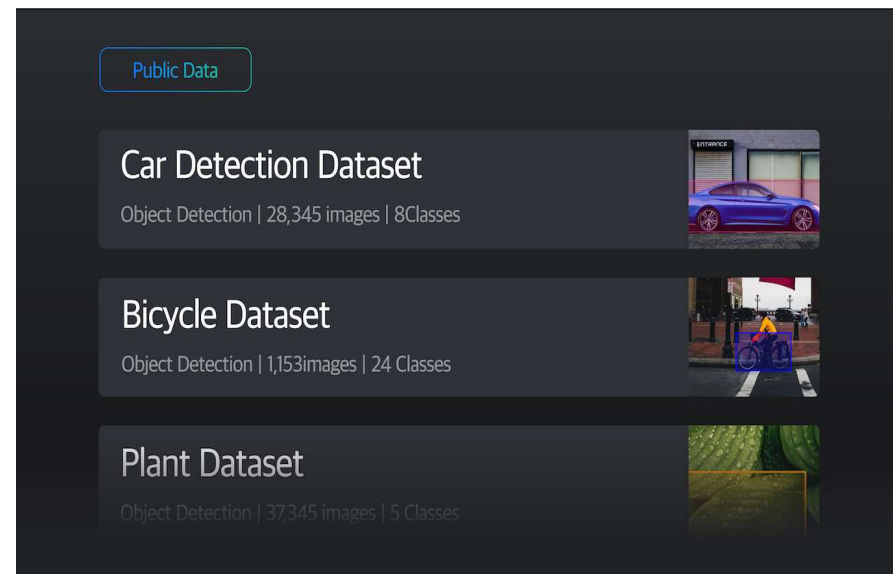 Public Data
Car Detection Dataset
ENTRANCE
Object Detection | 28,345 images | 8Classes
Bicycle Dataset
Object Detection | 1,153images | 24 Classes
Plant Dataset
Object Detection | 37,345 images | 5 Classes